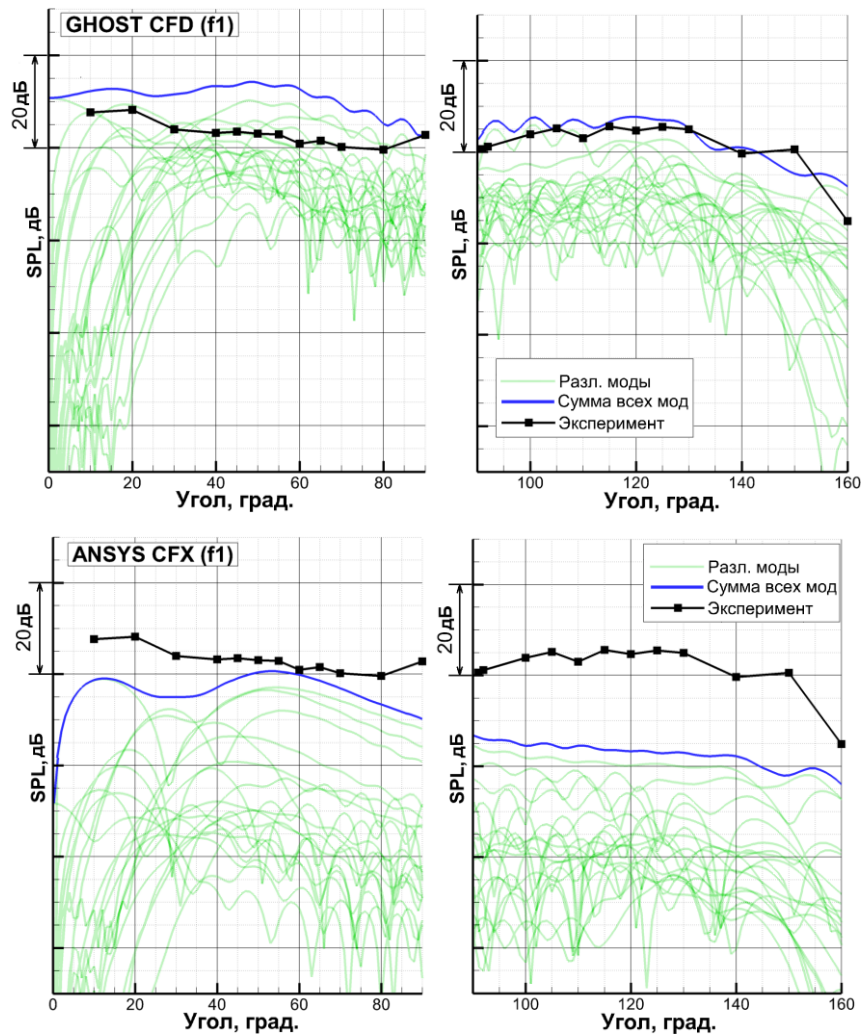 GHOST CFD (f1)
20дБ
SPL, дБ
0 20 40 60 80
Угол, град.
20дБ
SPL, дБ
Разл. моды
Сумма всех мод
Эксперимент
100 120 140 160
Угол, град.
ANSYS CFX (f1)
20дБ
SPL, дБ
0 20 40 60 80
Угол, град.
Разл. моды
Сумма всех мод
Эксперимент
20дБ
SPL, дБ
100 120 140 160
Угол, град.